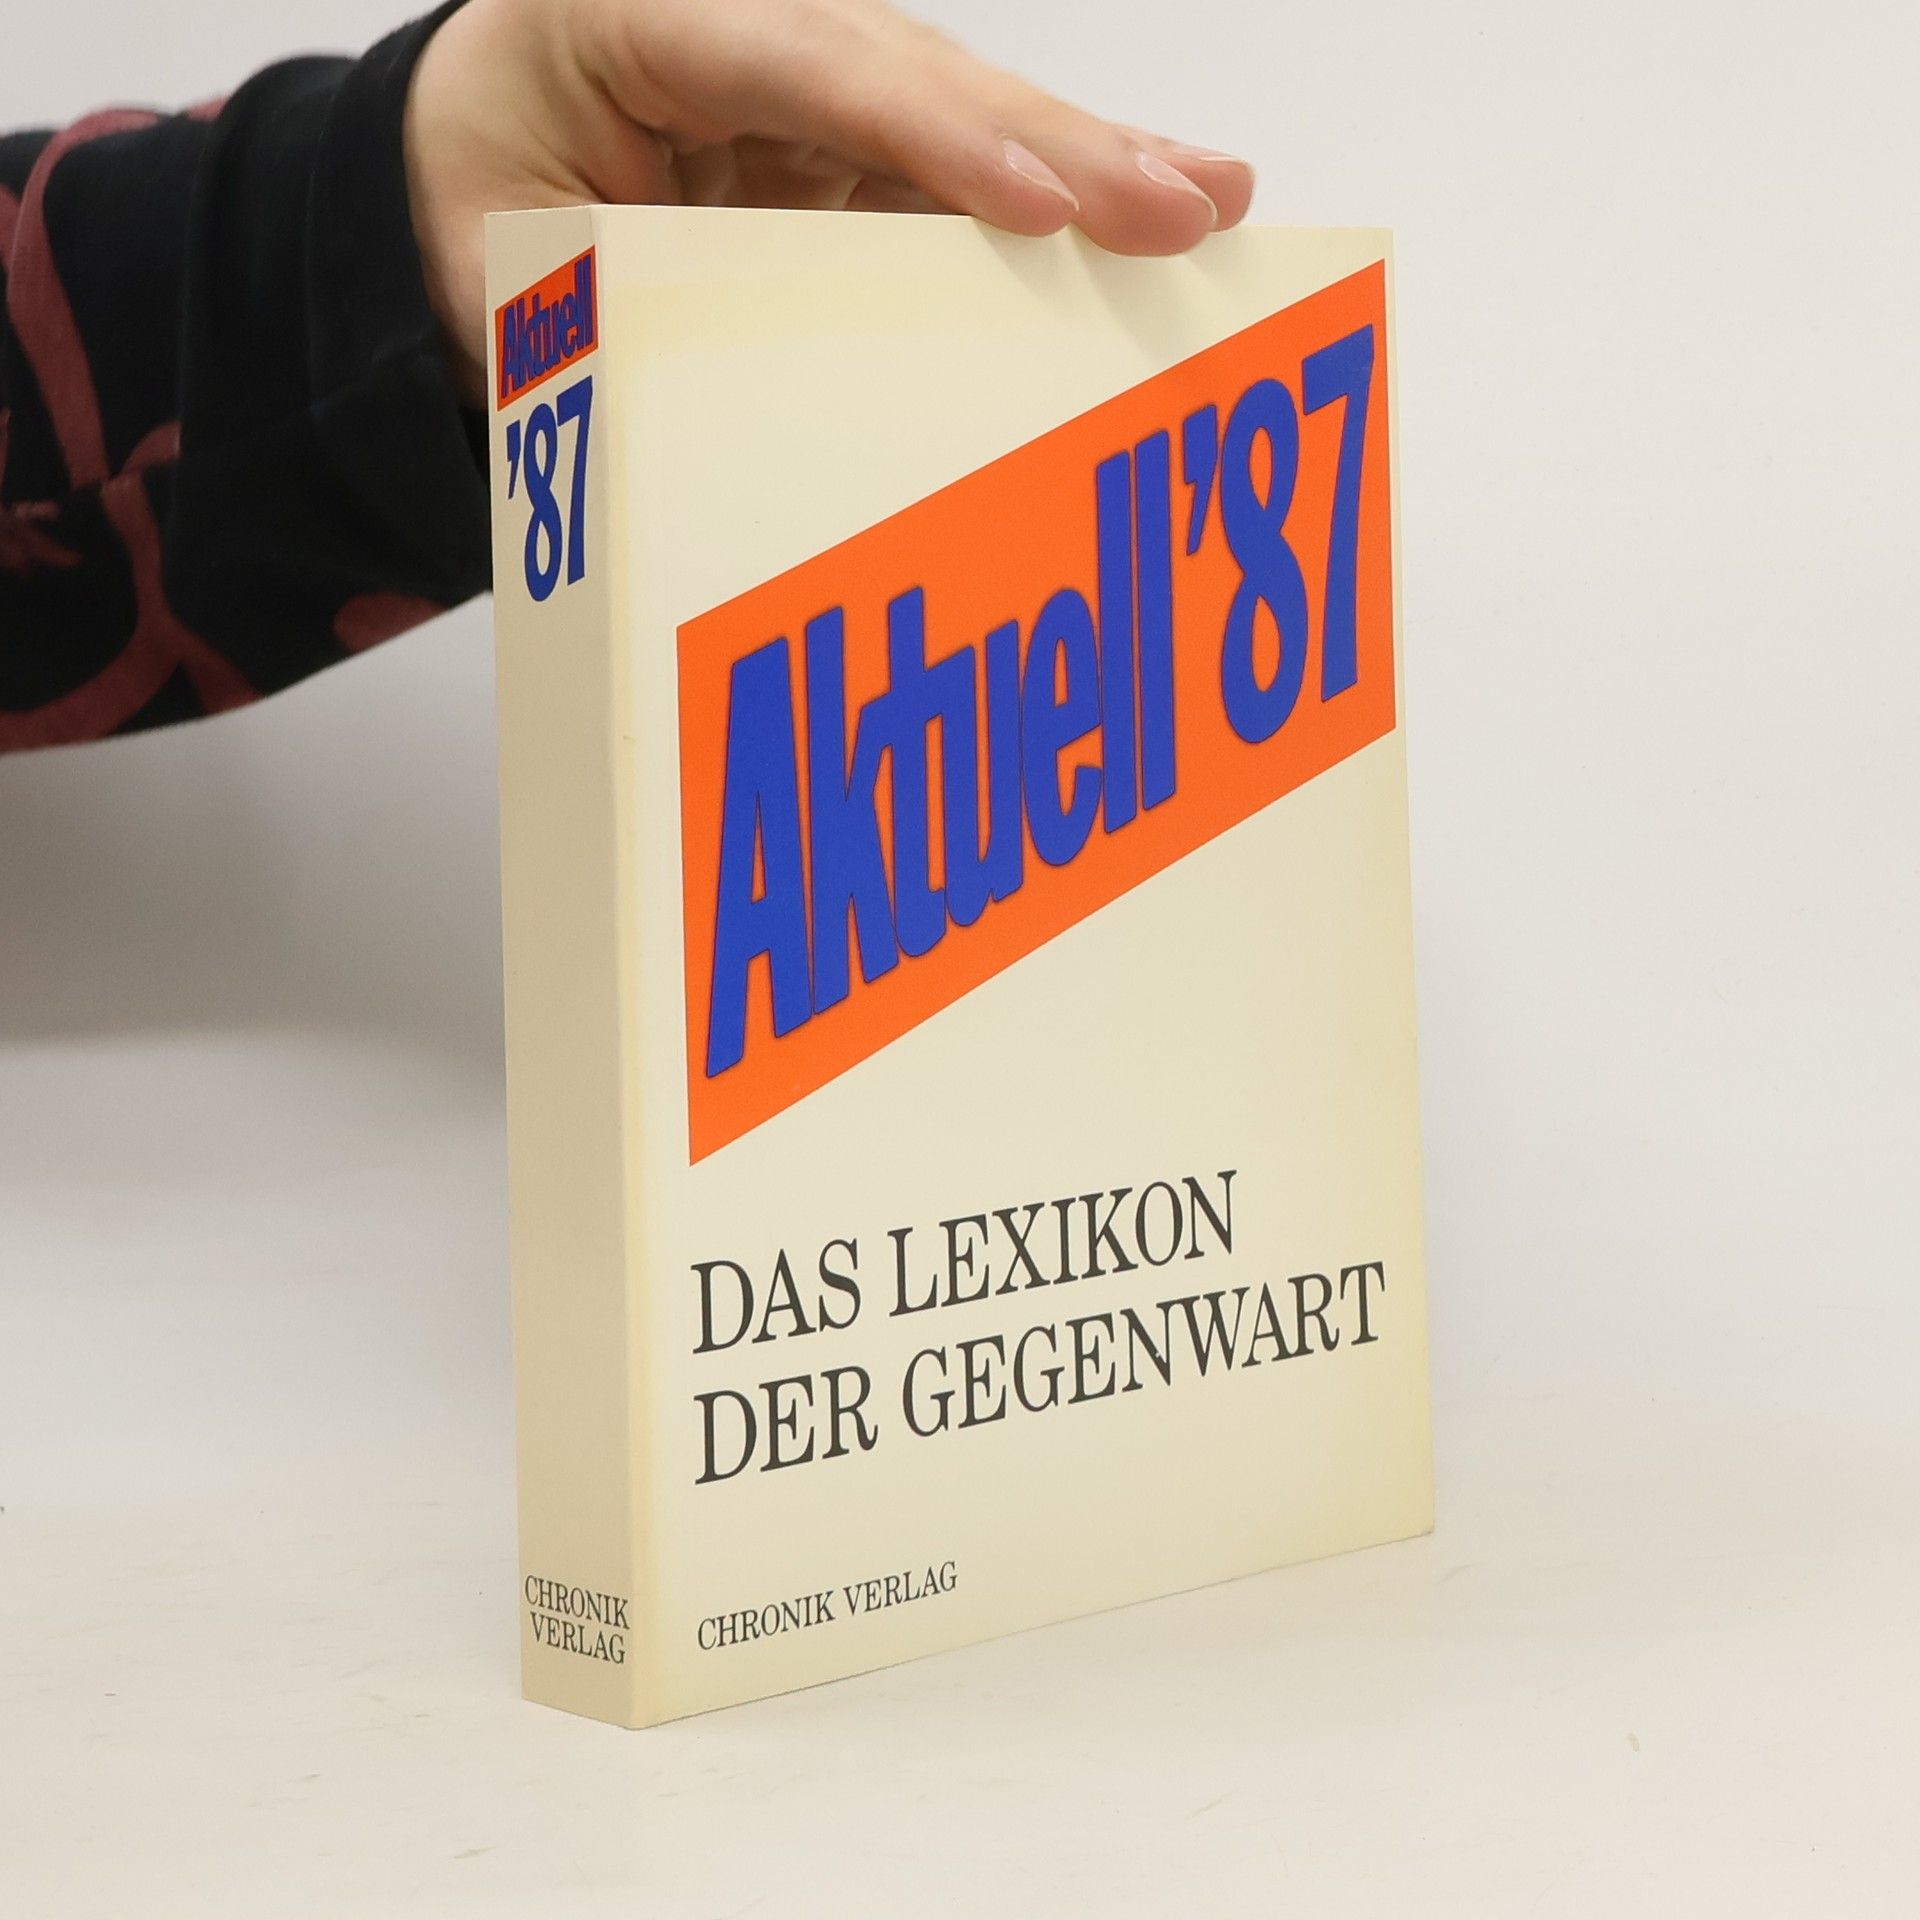 Aktuell
'87
CHRONIK
VERLAG
Aktuell '87
DAS LEXIKON
DER GEGENWART
CHRONIK VERLAG